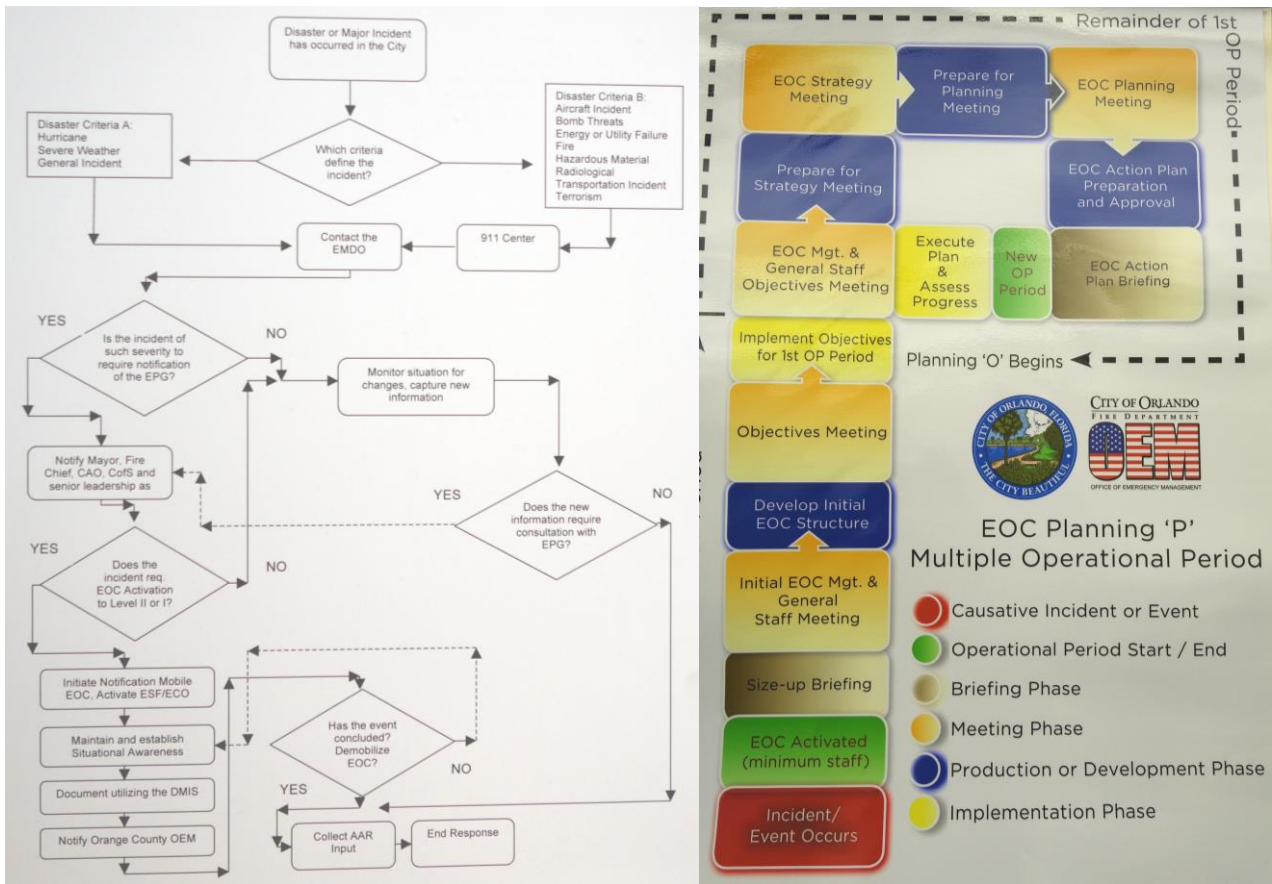 Disaster or Major Incident
has occurred in the City
Disaster Criteria A:
Hurricane
Severe Weather
General Incident
Which criteria
define the
incident?
Disaster Criteria B:
Aircraft Incident
Bomb Threats
Energy or Utility Failure
Fire
Hazardous Material
Radiological
Transportation Incident
Terrorism
Contact the
EMDO
911 Center
YES
NO
Is the incident of
such severity to
require notification
of the EPG?
Monitor situation for
changes, capture new
information
Notify Mayor, Fire
Chief, CAO, CofS and
senior leadership as
YES
NO
Does the new
information require
consultation with
EPG?
YES
NO
Does the
incident req.
EOC Activation
to Level II or I?
Initiate Notification Mobile
EOC, Activate ESF/ECO
Maintain and establish
Situational Awareness
Document utilizing the DMIS
Notify Orange County OEM
Has the event
concluded?
Demobilize
EOC?
NO
YES
Collect AAR
Input
End Response
Remainder of 1st
OP Period
EOC Strategy
Meeting
Prepare for
Planning
Meeting
EOC Planning
Meeting
Prepare for
Strategy Meeting
EOC Action Plan
Preparation
and Approval
EOC Mgt. &
General Staff
Objectives Meeting
Execute
Plan
&
Assess
Progress
New
OP
Period
EOC Action
Plan Briefing
Implement Objectives
for 1st OP Period
Planning 'O' Begins
Objectives Meeting
CITY OF ORLANDO, FLORIDA
THE CITY BEAUTIFUL
CITY OF ORLANDO
FIRE DEPARTMENT
OEM
OFFICE OF EMERGENCY MANAGEMENT
Develop Initial
EOC Structure
EOC Planning 'P'
Multiple Operational Period
Initial EOC Mgt. &
General
Staff Meeting
Size-up Briefing
EOC Activated
(minimum staff)
Incident/
Event Occurs
Causative Incident or Event
Operational Period Start / End
Briefing Phase
Meeting Phase
Production or Development Phase
Implementation Phase